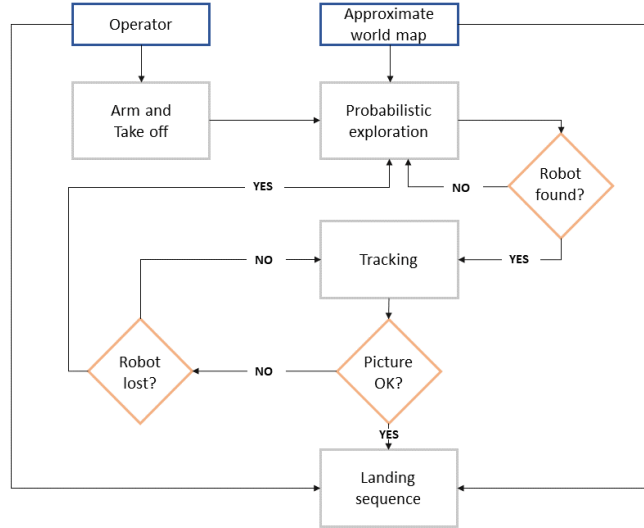 Operator
Approximate
world map
Arm and
Take off
Probabilistic
exploration
Robot
found?
YES
NO
NO
Tracking
YES
Robot
lost?
NO
Picture
OK?
YES
Landing
sequence